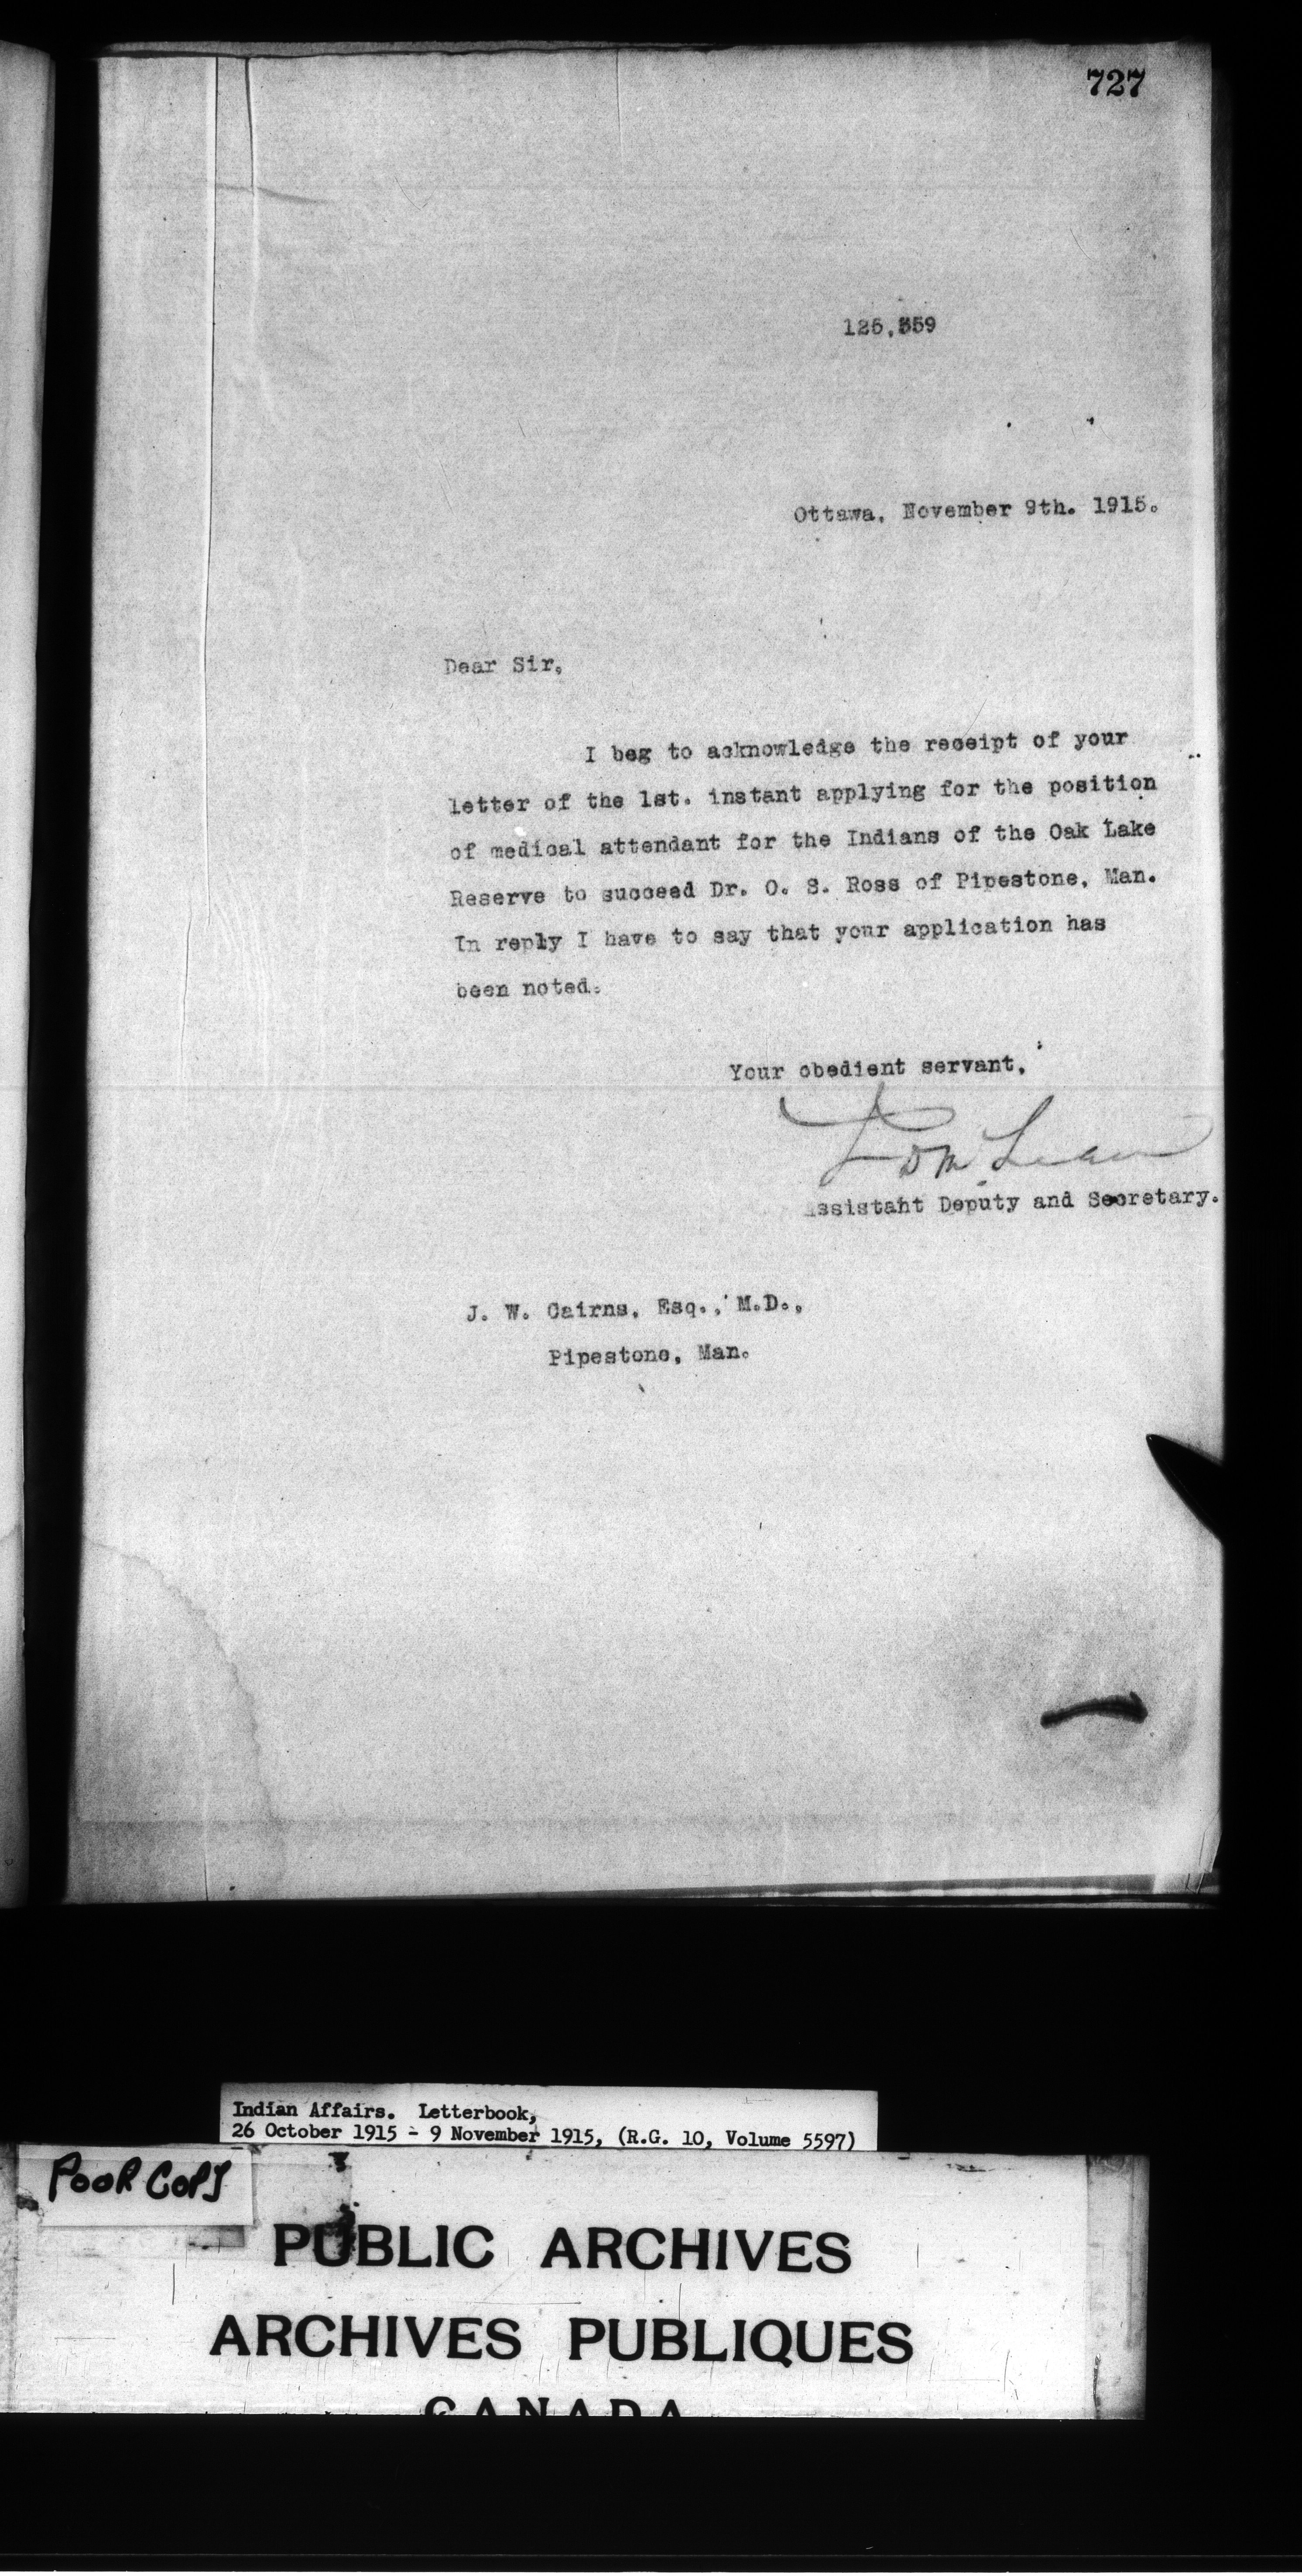 727
125,359
Ottawa, November 9th. 1915.
Dear Sir,
I beg to acknowledge the receipt of your
letter of the 1st. instant applying for the position
of medical attendant for the Indians of the Oak Lake
Reserve to succeed Dr. O. S. Ross of Pipestone, Man.
In reply I have to say that your application has
been noted.
Your obedient servant,
Assistant Deputy and Secretary.
J. W. Cairns, Esq., M.D.,
Pipestone, Man.
Indian Affairs. Letterbook,
26 October 1915 - 9 November 1915, (R.G. 10, Volume 5597)
POOR COPY
PUBLIC ARCHIVES
ARCHIVES PUBLIQUES
CANADA